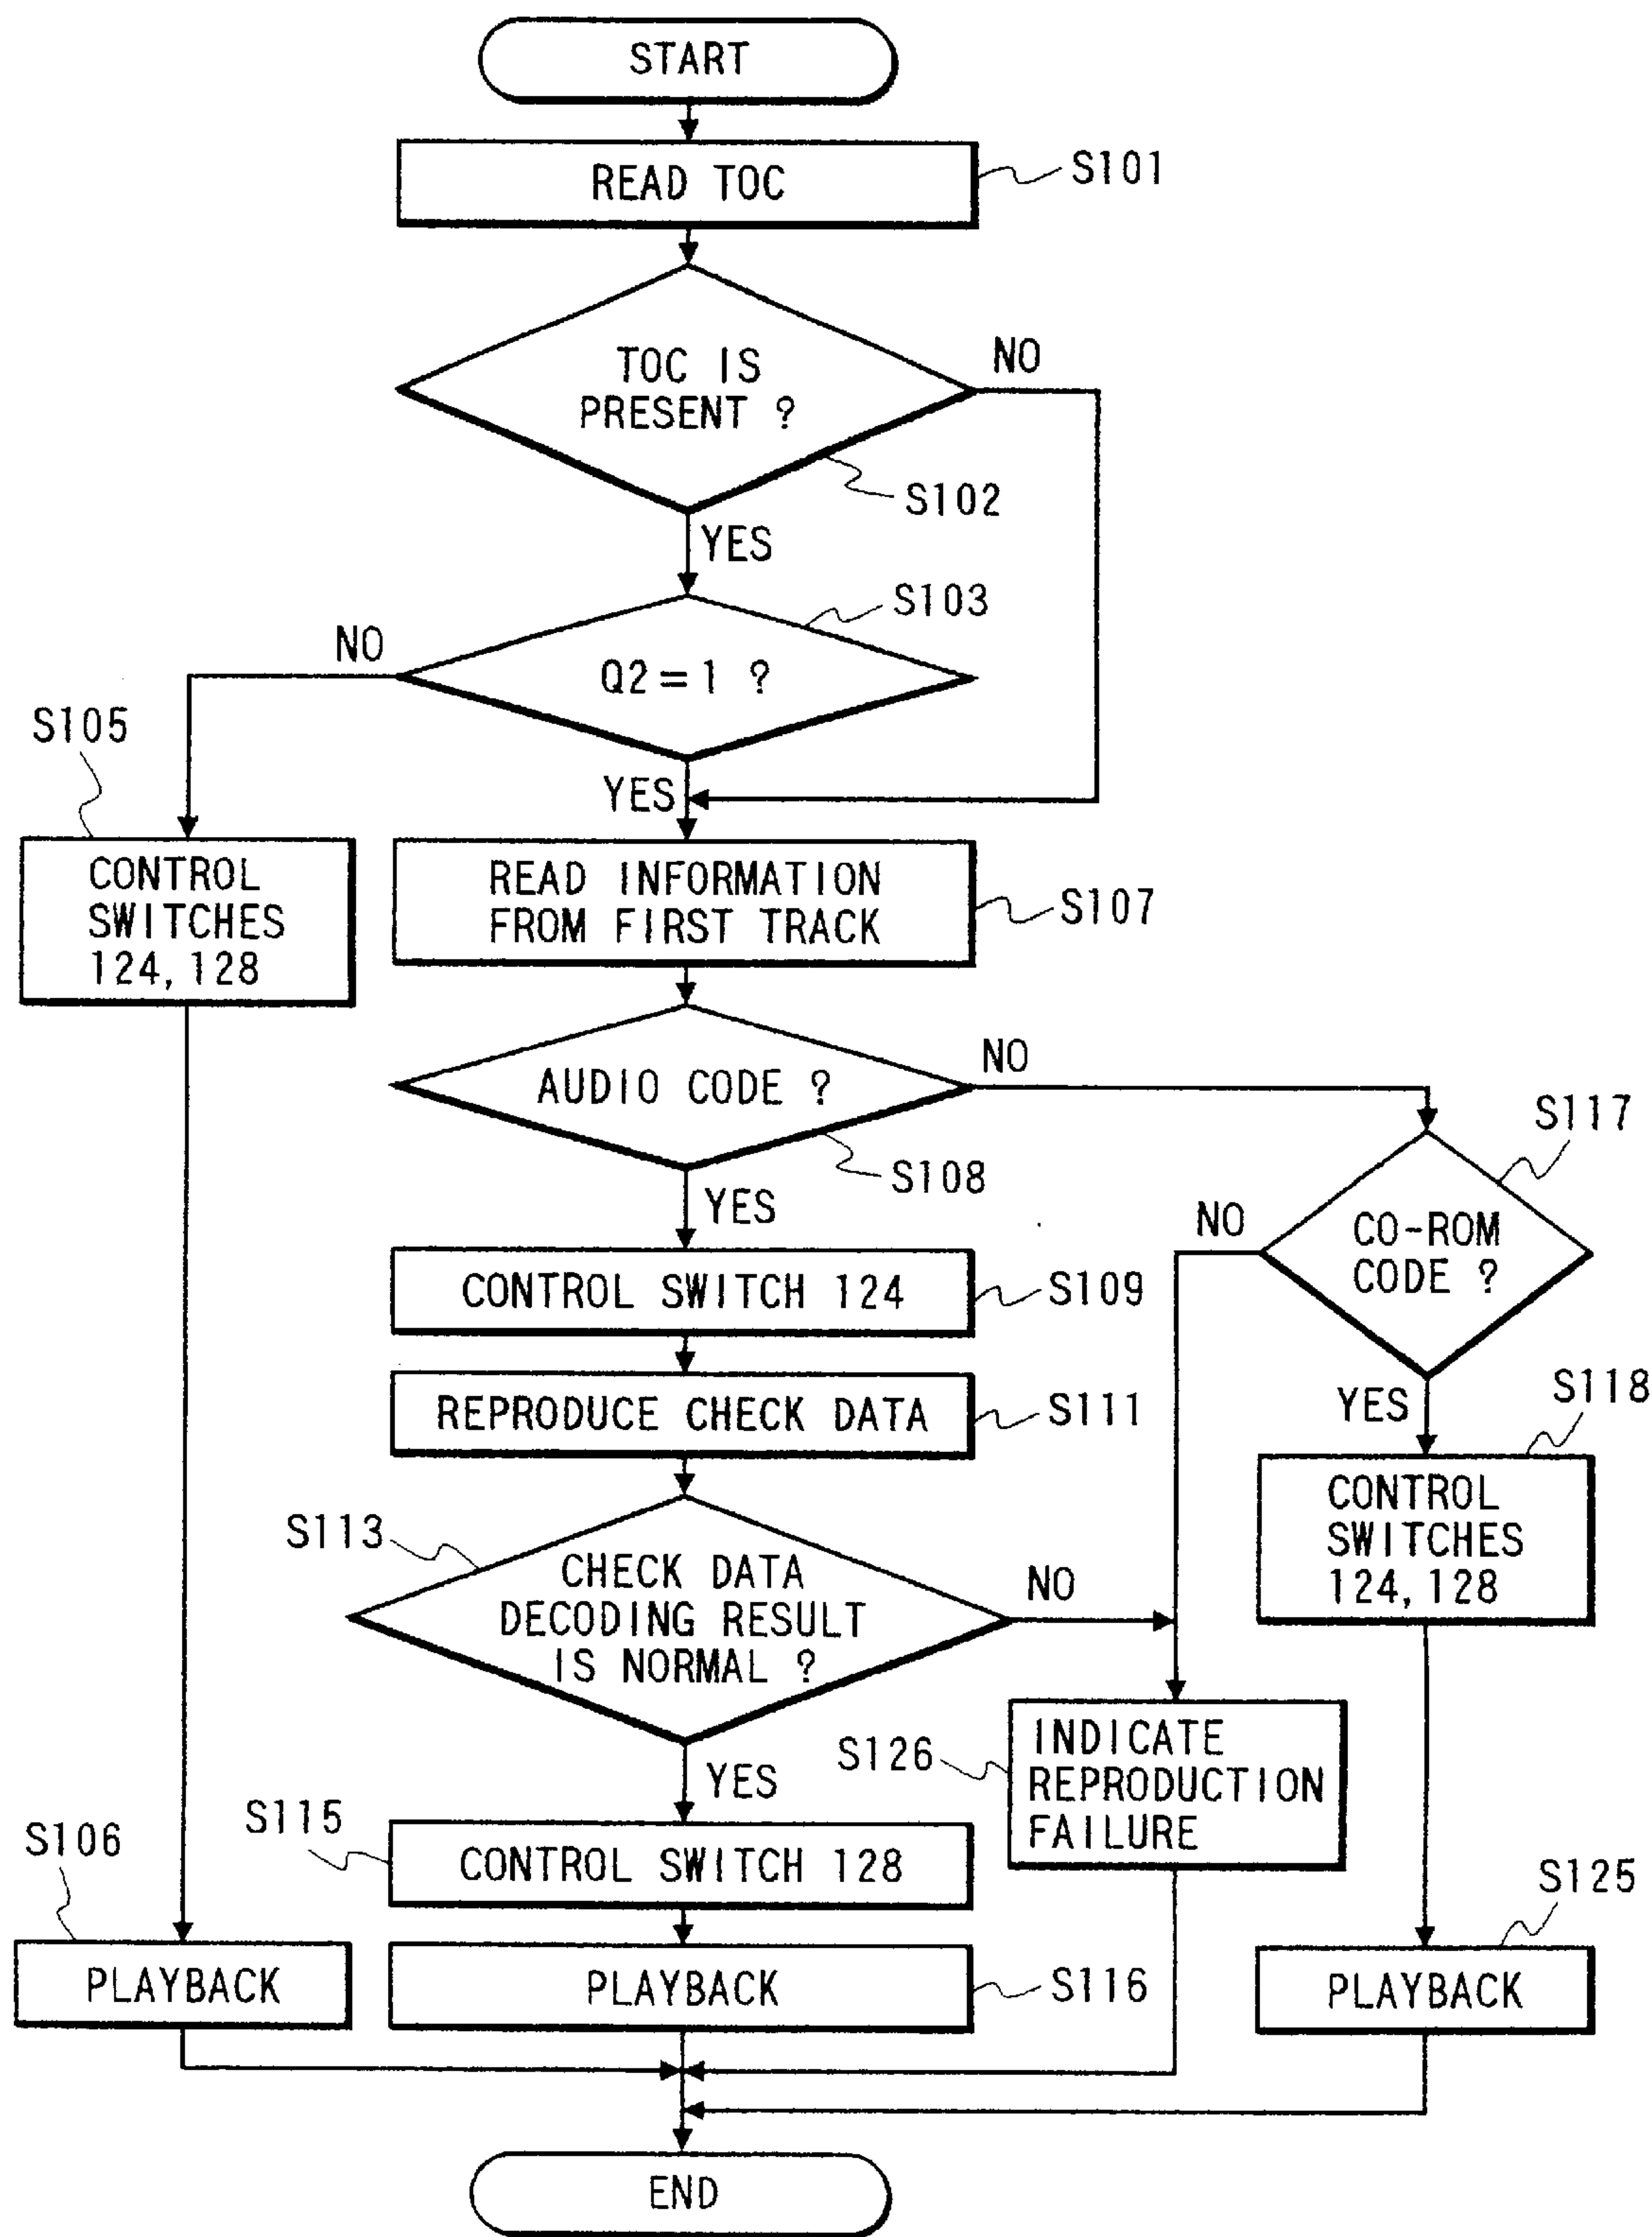 START
READ TOC
S101
TOC IS
PRESENT ?
NO
S102
YES
S103
NO
Q2=1 ?
S105
YES
CONTROL
SWITCHES
124, 128
READ INFORMATION
FROM FIRST TRACK
S107
AUDIO CODE ?
NO
S108
YES
S117
NO
CO-ROM
CODE ?
CONTROL SWITCH 124
S109
REPRODUCE CHECK DATA
S111
YES
S118
S113
CHECK DATA
DECODING RESULT
IS NORMAL ?
NO
CONTROL
SWITCHES
124, 128
YES
S126
INDICATE
REPRODUCTION
FAILURE
S115
CONTROL SWITCH 128
S106
PLAYBACK
PLAYBACK
S116
S125
PLAYBACK
END